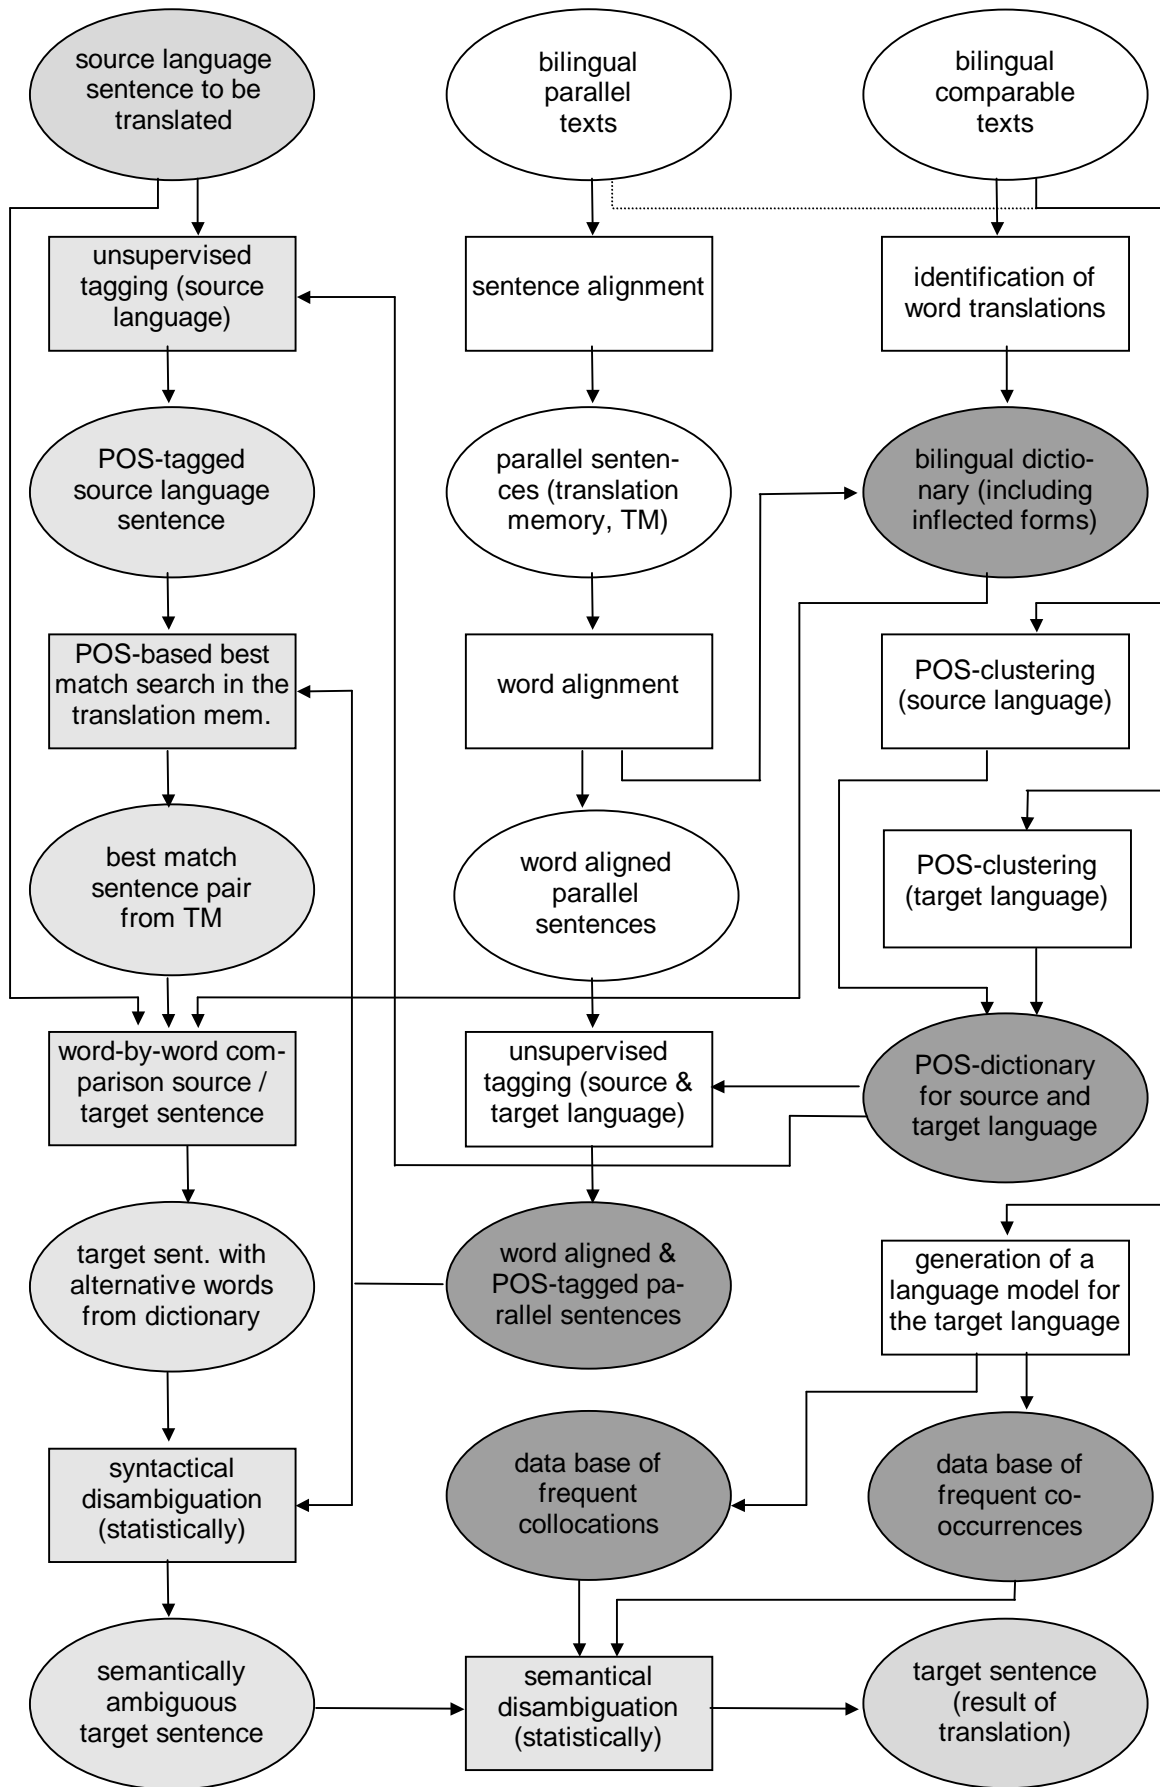 source language
sentence to be
translated
bilingual
parallel
texts
bilingual
comparable
texts
unsupervised
tagging (source
language)
sentence alignment
identification of
word translations
POS-tagged
source language
sentence
parallel senten-
ces (translation
memory, TM)
bilingual dictio-
nary (including
inflected forms)
POS-based best
match search in the
translation mem.
word alignment
POS-clustering
(source language)
best match
sentence pair
from TM
word aligned
parallel
sentences
POS-clustering
(target language)
word-by-word com-
parison source /
target sentence
unsupervised
tagging (source &
target language)
POS-dictionary
for source and
target language
target sent. with
alternative words
from dictionary
word aligned &
POS-tagged pa-
rallel sentences
generation of a
language model for
the target language
syntactical
disambiguation
(statistically)
data base of
frequent
collocations
data base of
frequent co-
occurrences
semantically
ambiguous
target sentence
semantical
disambiguation
(statistically)
target sentence
(result of
translation)